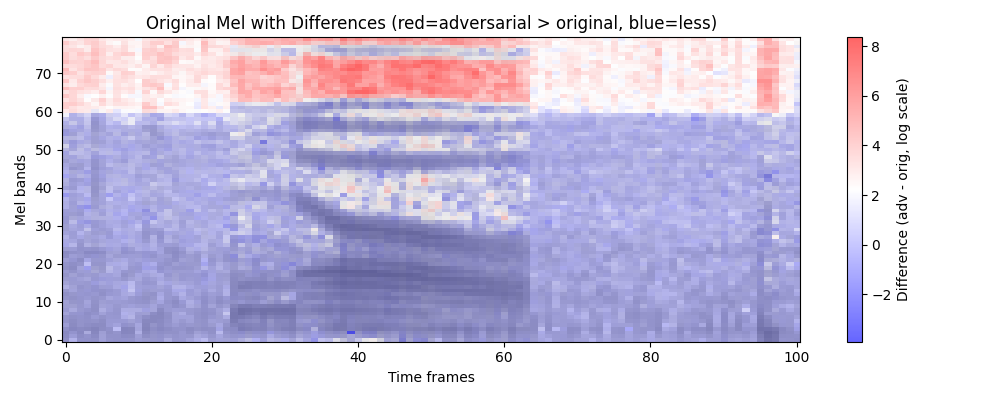 Original Mel with Differences (red=adversarial > original, blue=less)
Mel bands
70
60
50
40
30
20
10
0
0 20 40 60 80 100
Time frames
8
6
4
2
0
−2
Difference (adv - orig, log scale)